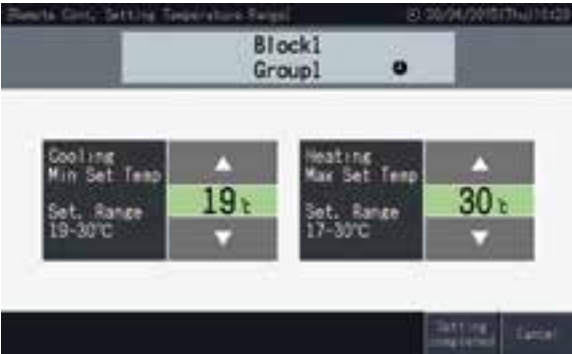 [Remote Cont. Setting Temperature Range]
Block1
Group1
Cooling
Min Set Temp
Set. Range
19-30℃
19℃
Heating
Max Set Temp
Set. Range
17-30℃
30℃
Setting
completed
Cancel